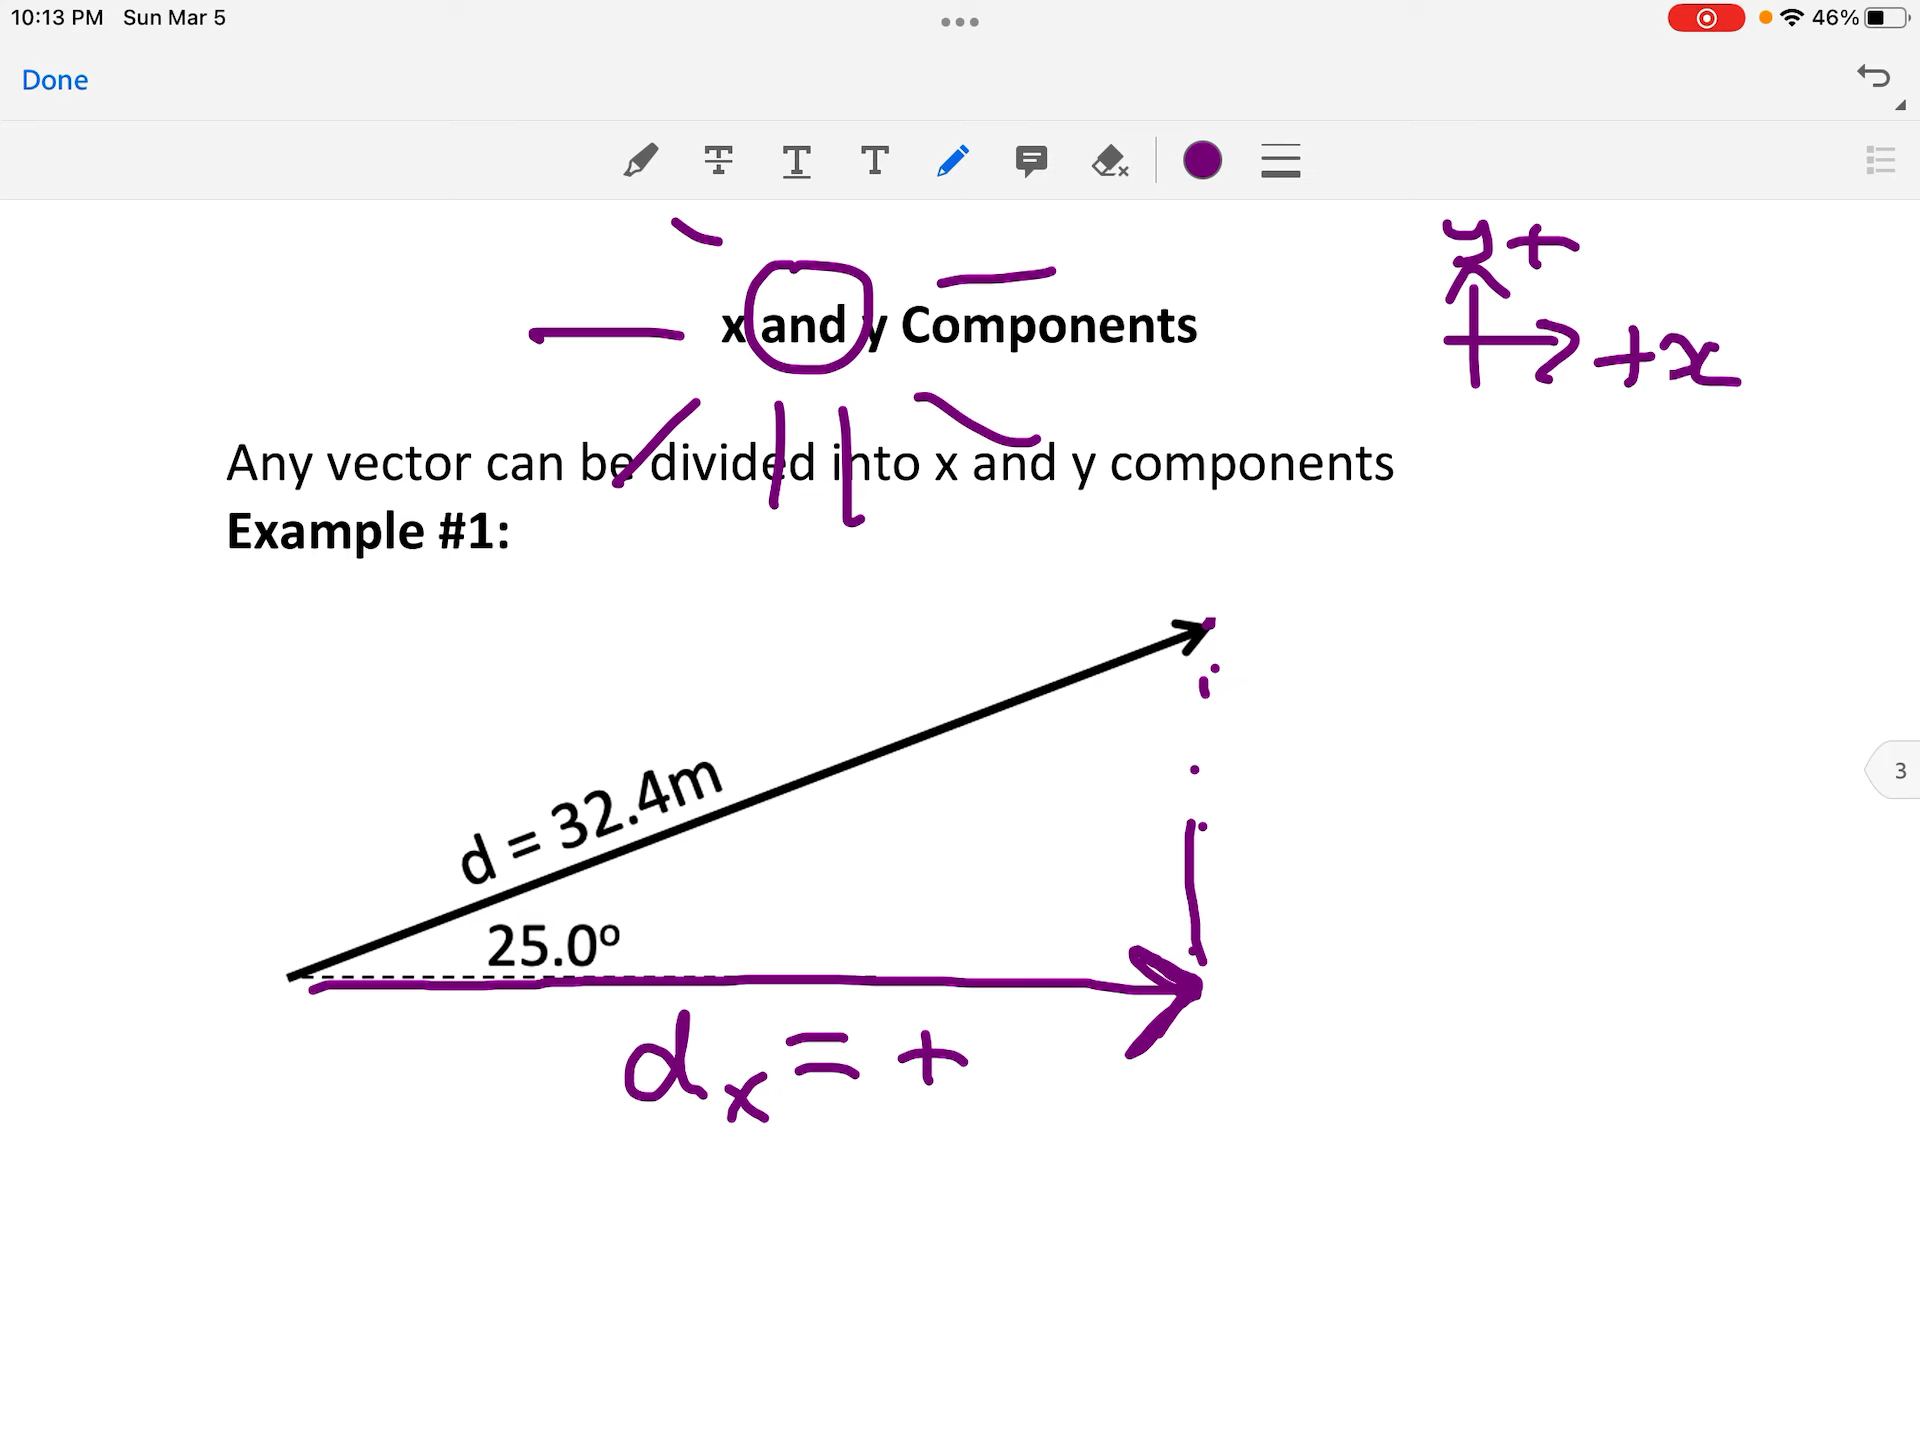 10:13 PM Sun Mar 5
46%
Done
y +
x and y Components
+x
Any vector can be divided into x and y components
Example #1:
d = 32.4m
3
25.0º
dx = +